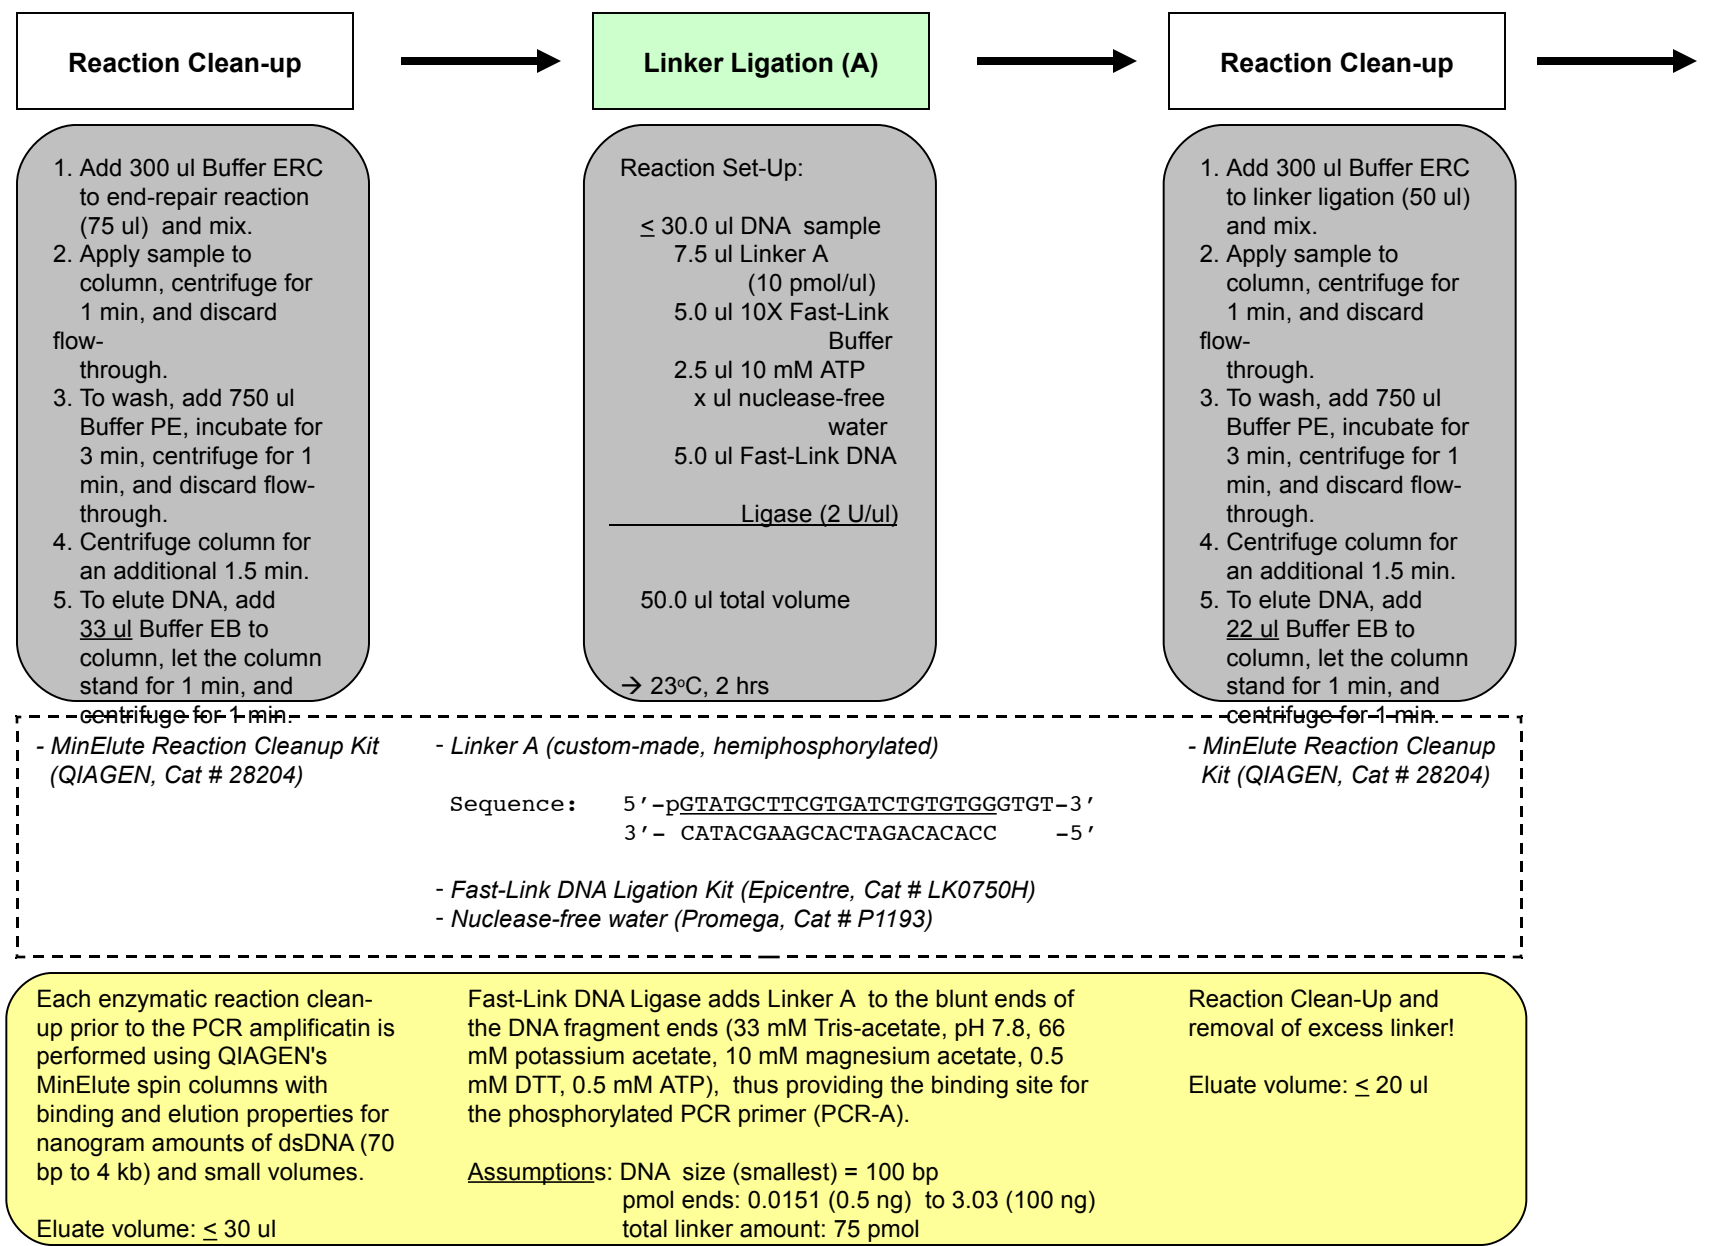 Reaction Clean-up
Linker Ligation (A)
Reaction Clean-up
1. Add 300 ul Buffer ERC
to end-repair reaction
(75 ul)  and mix.
2. Apply sample to
column, centrifuge for
1 min, and discard
flow-
through.
3. To wash, add 750 ul
Buffer PE, incubate for
3 min, centrifuge for 1
min, and discard flow-
through.
4. Centrifuge column for
an additional 1.5 min.
5. To elute DNA, add
33 ul Buffer EB to
column, let the column
stand for 1 min, and
centrifuge for 1 min.
Reaction Set-Up:
≤ 30.0 ul DNA  sample
7.5 ul Linker A
(10 pmol/ul)
5.0 ul 10X Fast-Link
Buffer
2.5 ul 10 mM ATP
x ul nuclease-free
water
5.0 ul Fast-Link DNA
Ligase (2 U/ul)
50.0 ul total volume
→ 23°C, 2 hrs
1. Add 300 ul Buffer ERC
to linker ligation (50 ul)
and mix.
2. Apply sample to
column, centrifuge for
1 min, and discard
flow-
through.
3. To wash, add 750 ul
Buffer PE, incubate for
3 min, centrifuge for 1
min, and discard flow-
through.
4. Centrifuge column for
an additional 1.5 min.
5. To elute DNA, add
22 ul Buffer EB to
column, let the column
stand for 1 min, and
centrifuge for 1 min.
- MinElute Reaction Cleanup Kit
(QIAGEN, Cat # 28204)
- Linker A (custom-made, hemiphosphorylated)
Sequence:   5′-pGTATGCTTCGTGATCTGTGTGGGTGT-3′
3′- CATACGAAGCACTAGACACACC    -5′
- Fast-Link DNA Ligation Kit (Epicentre, Cat # LK0750H)
- Nuclease-free water (Promega, Cat # P1193)
- MinElute Reaction Cleanup
Kit (QIAGEN, Cat # 28204)
Each enzymatic reaction clean-
up prior to the PCR amplificatin is
performed using QIAGEN's
MinElute spin columns with
binding and elution properties for
nanogram amounts of dsDNA (70
bp to 4 kb) and small volumes.
Eluate volume: ≤ 30 ul
Fast-Link DNA Ligase adds Linker A  to the blunt ends of
the DNA fragment ends (33 mM Tris-acetate, pH 7.8, 66
mM potassium acetate, 10 mM magnesium acetate, 0.5
mM DTT, 0.5 mM ATP),  thus providing the binding site for
the phosphorylated PCR primer (PCR-A).
Assumptions: DNA  size (smallest) = 100 bp
pmol ends: 0.0151 (0.5 ng)  to 3.03 (100 ng)
total linker amount: 75 pmol
Reaction Clean-Up and
removal of excess linker!
Eluate volume: ≤ 20 ul